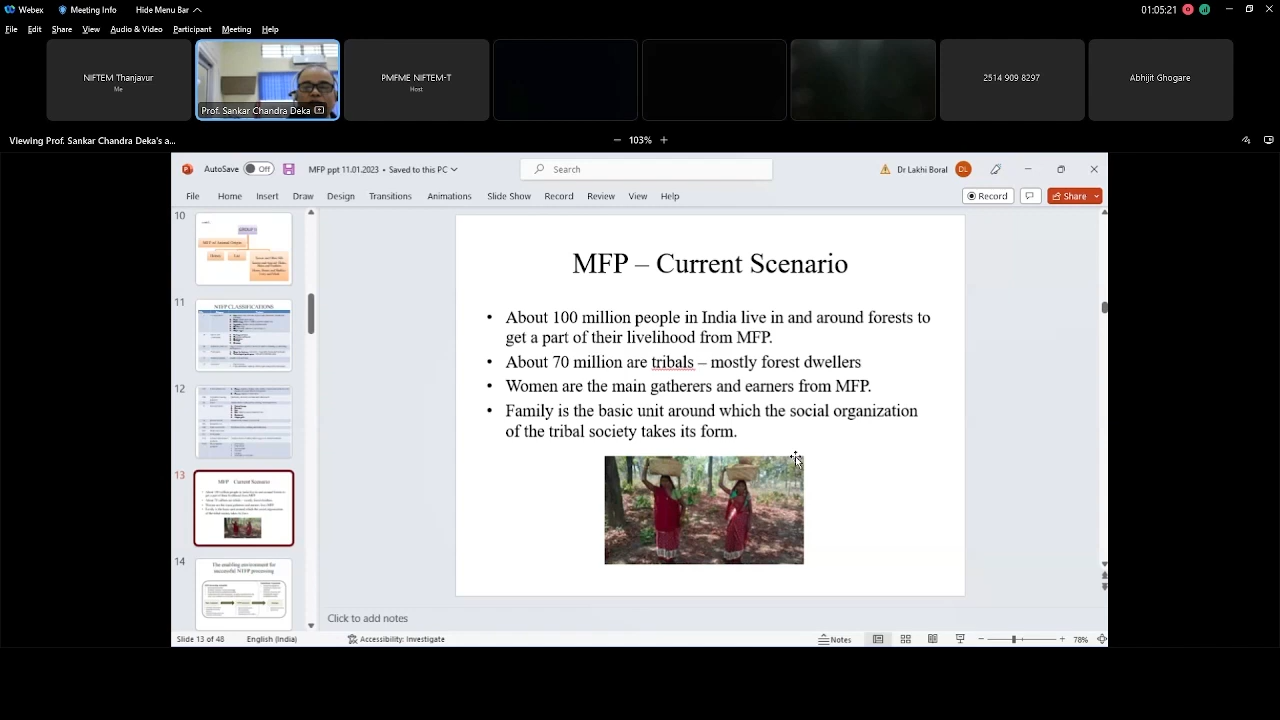 Webex
Meeting Info
Hide Menu Bar
01:05:21
File Edit Share View Audio & Video Participant Meeting Help
NIFTEM Thanjavur
Me
Prof. Sankar Chandra Deka
PMFME NIFTEM-T
Host
2514 909 8297
Abhijit Ghogare
Viewing Prof. Sankar Chandra Deka's a...
103%
AutoSave Off
MFP ppt 11.01.2023 • Saved to this PC
Search
Dr Lakhi Boral
DL
File Home Insert Draw Design Transitions Animations Slide Show Record Review View Help
Record
Share
10
11
NTFP CLASSIFICATIONS
12
13
MFP Current Scenario
14
The enabling environment for
successful NTFP processing
MFP – Current Scenario
• About 100 million people in India live in and around forests to
get a part of their livelihood from MFP.
• About 70 million are – mostly forest dwellers
• Women are the main gatherers and earners from MFP.
• Family is the basic unit around which the social organization
of the tribal society takes its form.
Click to add notes
Slide 13 of 48
English (India)
Accessibility: Investigate
Notes
78%